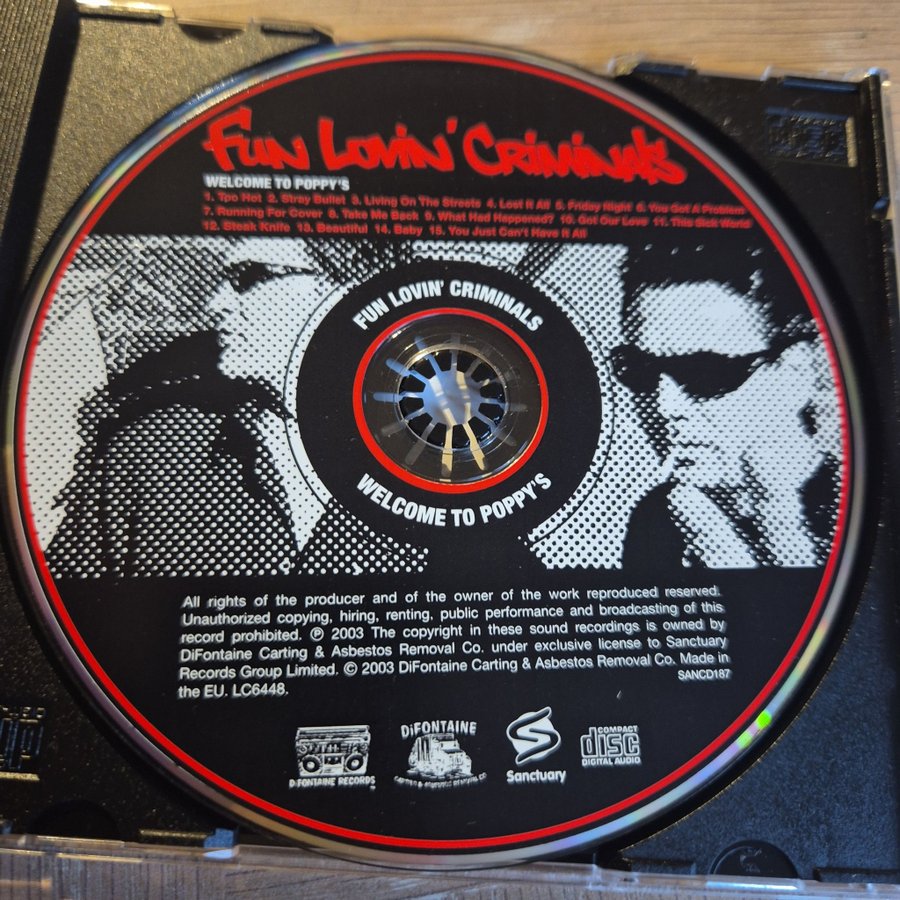 Fun Lovin' Criminals
WELCOME TO POPPY'S
1. Tpo Hot 2. Stray Bullet 3. Living On The Streets 4. Lost It All 5. Friday Night 6. You Got A Problem
7. Running For Cover 8. Take Me Back 9. What Had Happened? 10. Got Our Love 11. This Sick World
12. Steak Knife 13. Beautiful 14. Baby 15. You Just Can't Have It All
FUN LOVIN' CRIMINALS
WELCOME TO POPPY'S
All rights of the producer and of the owner of the work reproduced reserved.
Unauthorized copying, hiring, renting, public performance and broadcasting of this
record prohibited. ℗ 2003 The copyright in these sound recordings is owned by
DiFontaine Carting & Asbestos Removal Co. under exclusive license to Sanctuary
Records Group Limited. © 2003 DiFontaine Carting & Asbestos Removal Co. Made in
the EU. LC6448.
SANCD187
DIFONTAINE RECORDS
DiFONTAINE
CARTING & ASBESTOS REMOVAL CO
Sanctuary
COMPACT
disc
DIGITAL AUDIO